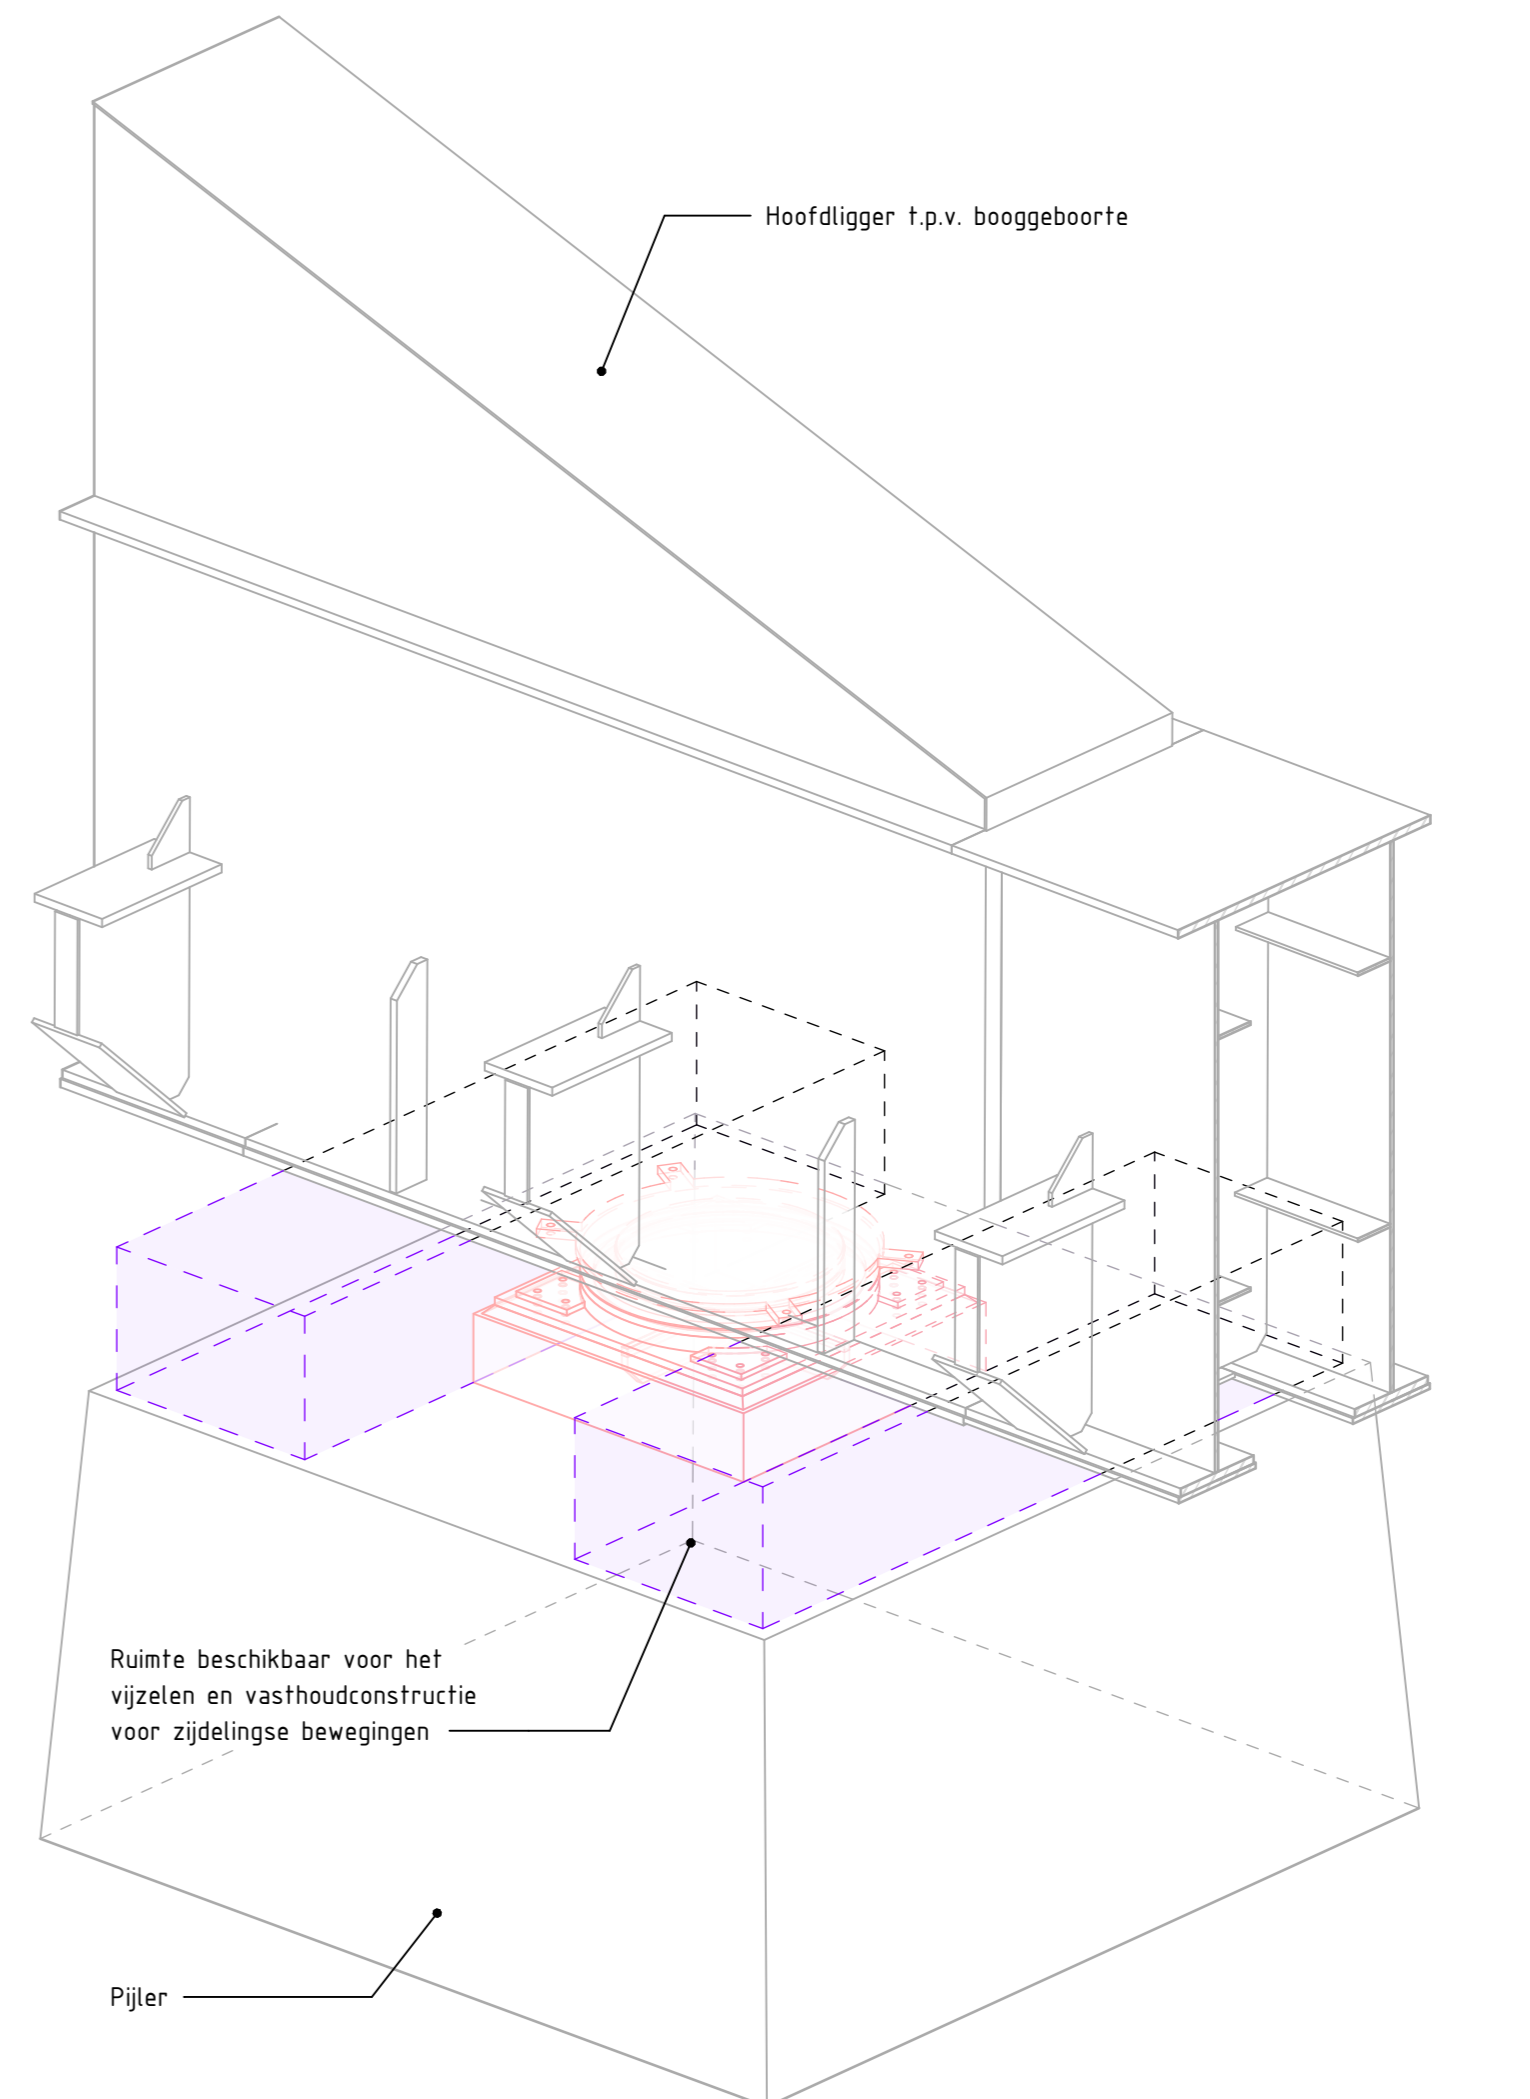 Hoofdligger t.p.v. booggeboorte
Ruimte beschikbaar voor het
vijzelen en vasthoudconstructie
voor zijdelingse bewegingen
Pijler